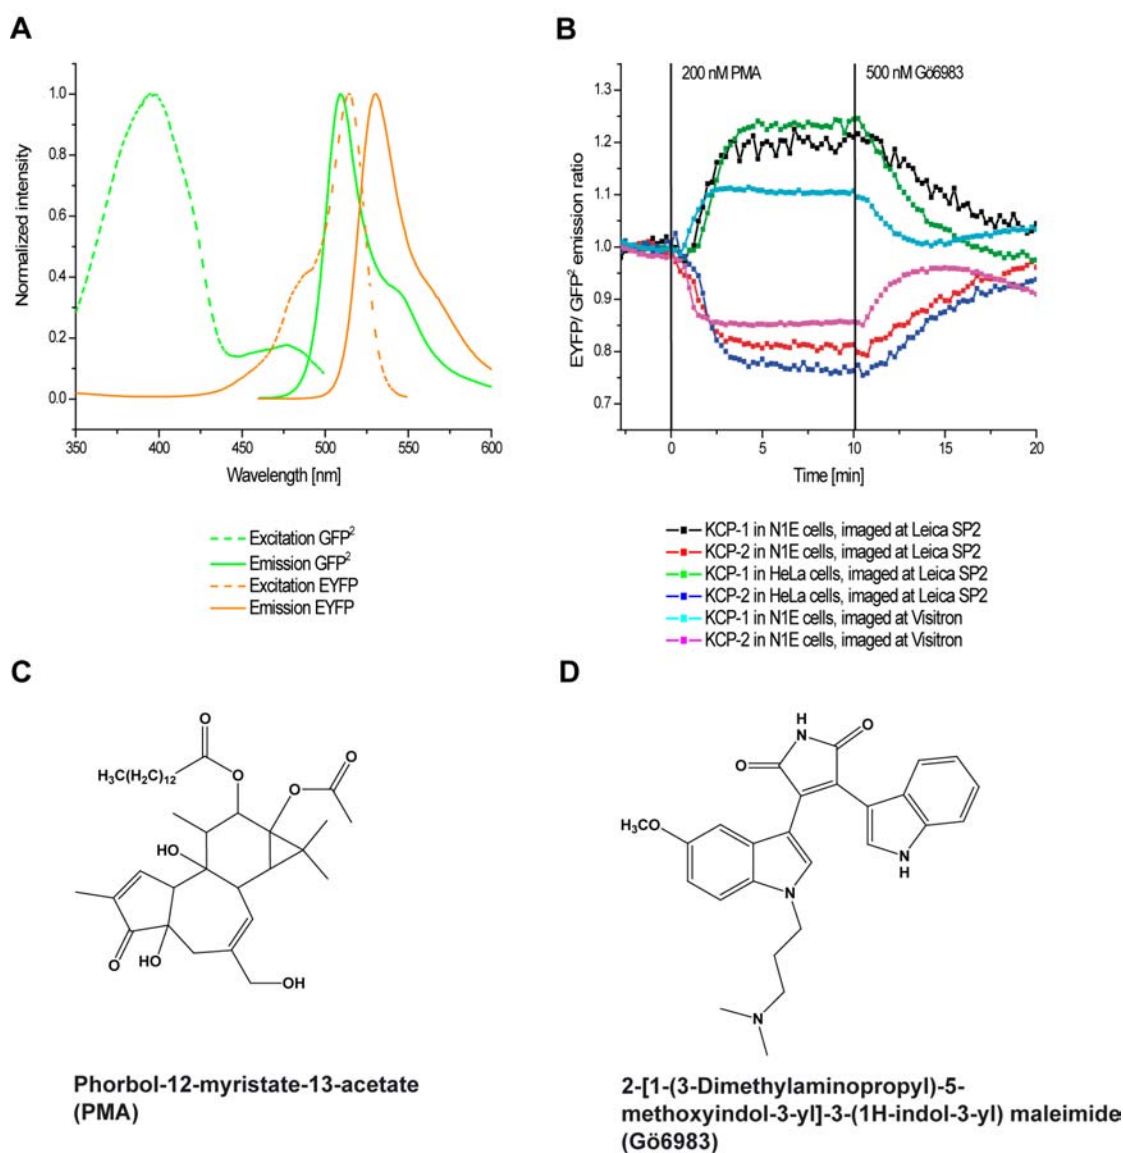 A
Normalized intensity
1.0
0.8
0.6
0.4
0.2
0.0
350
400
450
500
550
600
Wavelength [nm]
Excitation GFP²
Emission GFP²
Excitation EYFP
Emission EYFP
B
200 nM PMA
500 nM Gö6983
EYFP/ GFP² emission ratio
1.3
1.2
1.1
1.0
0.9
0.8
0.7
0
5
10
15
20
Time [min]
KCP-1 in N1E cells, imaged at Leica SP2
KCP-2 in N1E cells, imaged at Leica SP2
KCP-1 in HeLa cells, imaged at Leica SP2
KCP-2 in HeLa cells, imaged at Leica SP2
KCP-1 in N1E cells, imaged at Visitron
KCP-2 in N1E cells, imaged at Visitron
C
O
H₃C(H₂C)₁₂
O
O
O
HO
O
HO
OH
Phorbol-12-myristate-13-acetate
(PMA)
D
H
N
O
O
H₃CO
N
H
N
N
2-[1-(3-Dimethylaminopropyl)-5-
methoxyindol-3-yl]-3-(1H-indol-3-yl) maleimide
(Gö6983)